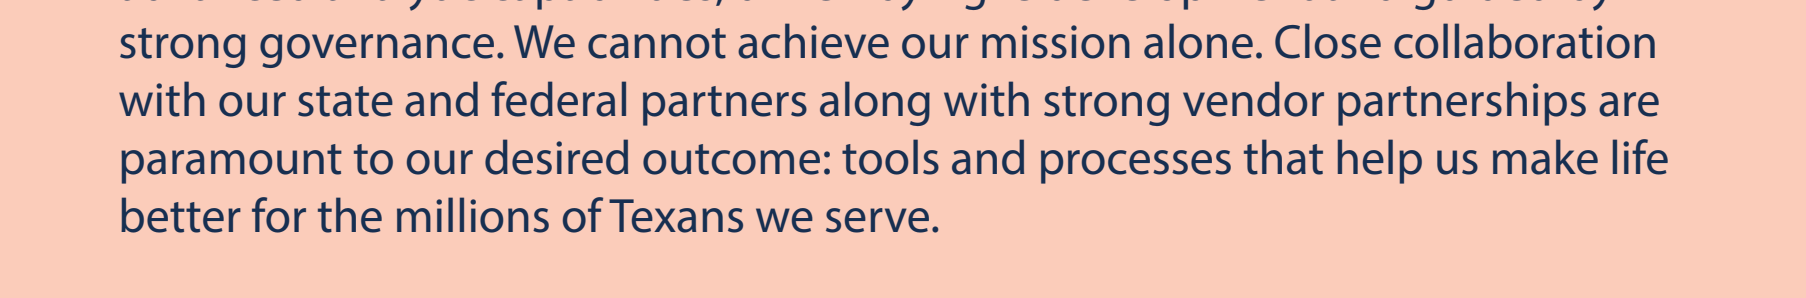 strong governance. We cannot achieve our mission alone. Close collaboration
with our state and federal partners along with strong vendor partnerships are
paramount to our desired outcome: tools and processes that help us make life
better for the millions of Texans we serve.